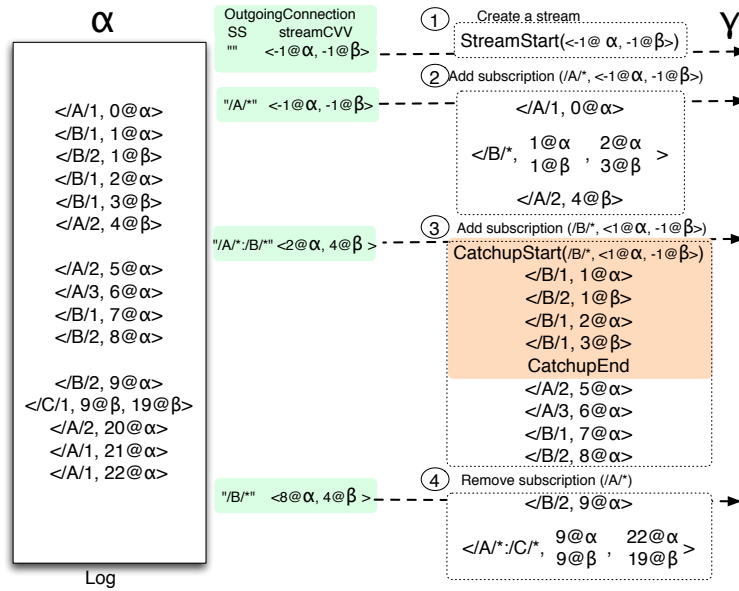 α
γ
OutgoingConnection
SS streamCVV
"" <-1@α, -1@β>
1 Create a stream
StreamStart(<-1@ α, -1@β>)
2 Add subscription (/A/*, <-1@α, -1@β>)
"/A/*" <-1@α, -1@β>
</A/1, 0@α>
</B/*, 1@α 1@β , 2@α 3@β >
</A/2, 4@β>
3 Add subscription (/B/*, <1@α, -1@β>)
"/A/*:/B/*" <2@α, 4@β >
CatchupStart(/B/*, <1@α, -1@β>)
</B/1, 1@α>
</B/2, 1@β>
</B/1, 2@α>
</B/1, 3@β>
CatchupEnd
</A/2, 5@α>
</A/3, 6@α>
</B/1, 7@α>
</B/2, 8@α>
4 Remove subscription (/A/*)
"/B/*" <8@α, 4@β >
</B/2, 9@α>
</A/*:/C/*, 9@α 9@β , 22@α 19@β >
</A/1, 0@α>
</B/1, 1@α>
</B/2, 1@β>
</B/1, 2@α>
</B/1, 3@β>
</A/2, 4@β>
</A/2, 5@α>
</A/3, 6@α>
</B/1, 7@α>
</B/2, 8@α>
</B/2, 9@α>
</C/1, 9@β, 19@β>
</A/2, 20@α>
</A/1, 21@α>
</A/1, 22@α>
Log